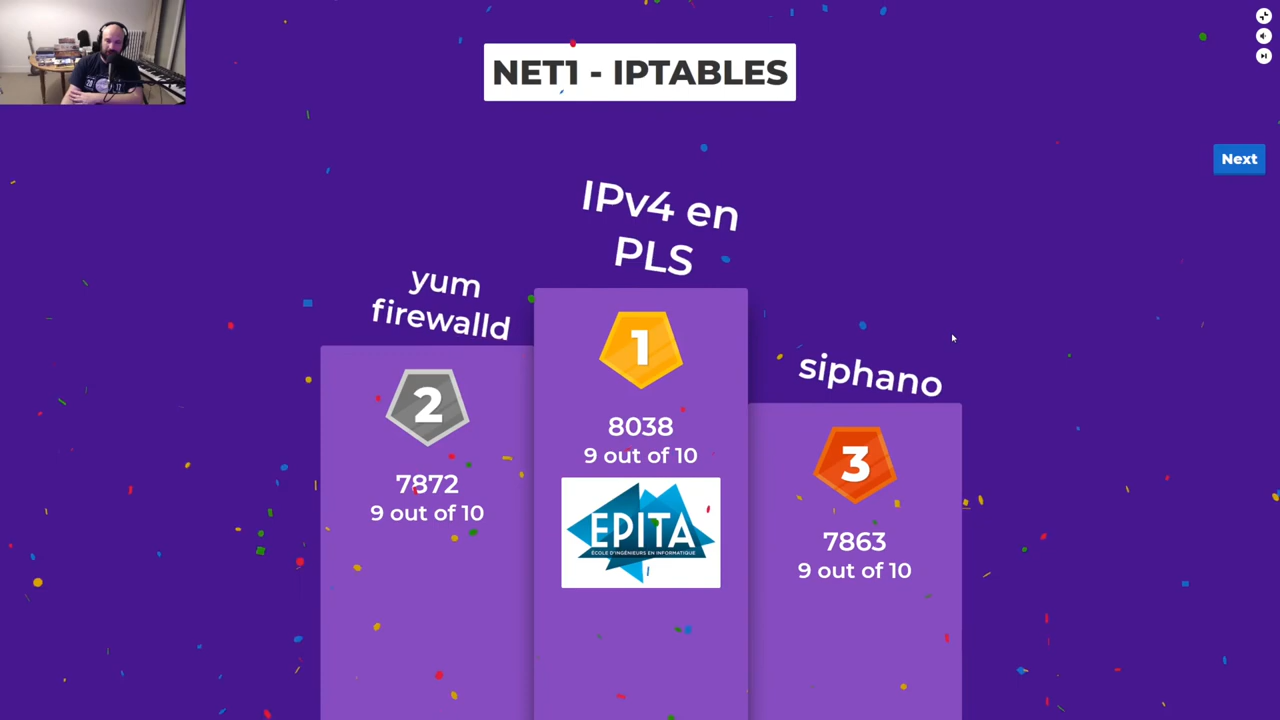 NET1 - IPTABLES
Next
IPv4 en
PLS
yum
firewalld
siphano
1
8038
9 out of 10
EPITA
ÉCOLE D'INGÉNIEURS EN INFORMATIQUE
2
7872
9 out of 10
3
7863
9 out of 10